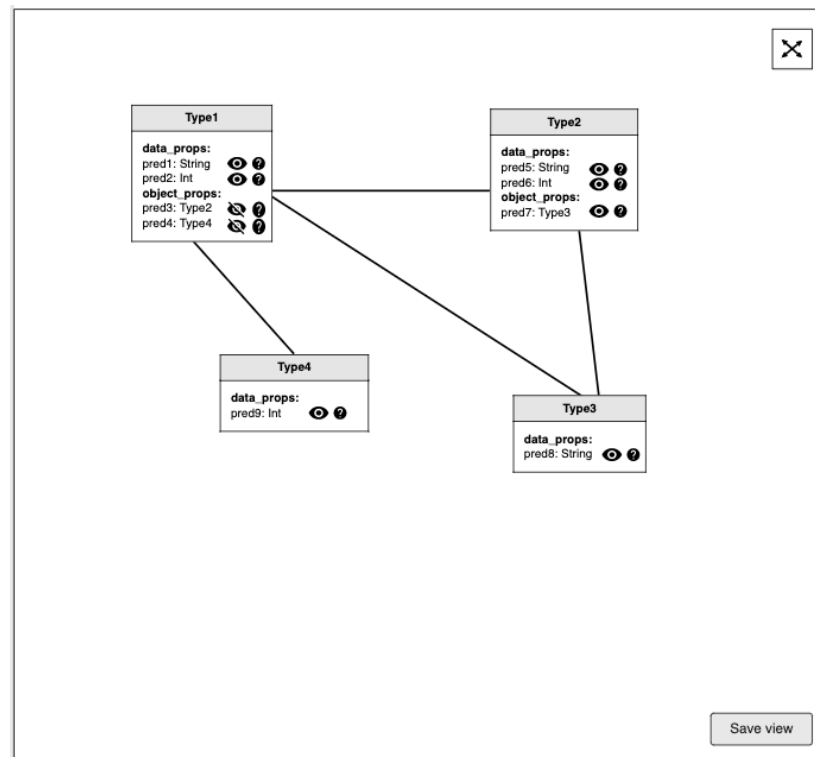 Type1
data_props:
pred1: String
pred2: Int
object_props:
pred3: Type2
pred4: Type4
Type2
data_props:
pred5: String
pred6: Int
object_props:
pred7: Type3
Type4
data_props:
pred9: Int
Type3
data_props:
pred8: String
Save view